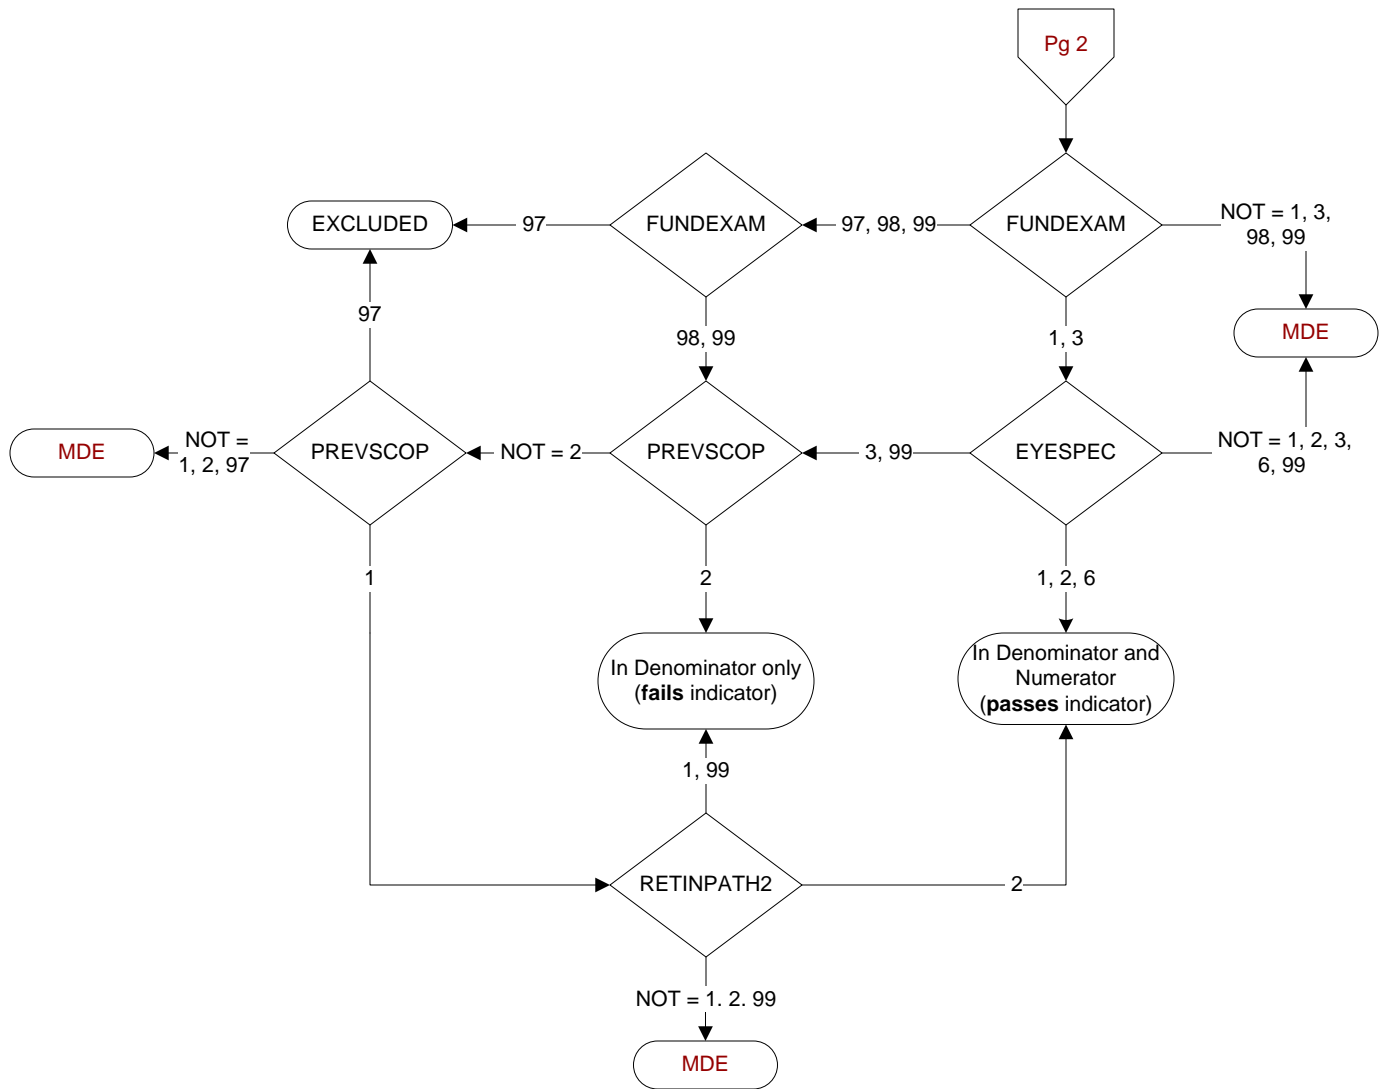 Pg 2
EXCLUDED
97
FUNDEXAM
97, 98, 99
FUNDEXAM
NOT = 1, 3,
98, 99
97
98, 99
1, 3
MDE
MDE
NOT =
1, 2, 97
PREVSCOP
NOT = 2
PREVSCOP
3, 99
EYESPEC
NOT = 1, 2, 3,
6, 99
1
2
1, 2, 6
In Denominator only
(fails indicator)
In Denominator and
Numerator
(passes indicator)
1, 99
RETINPATH2
2
NOT = 1. 2. 99
MDE